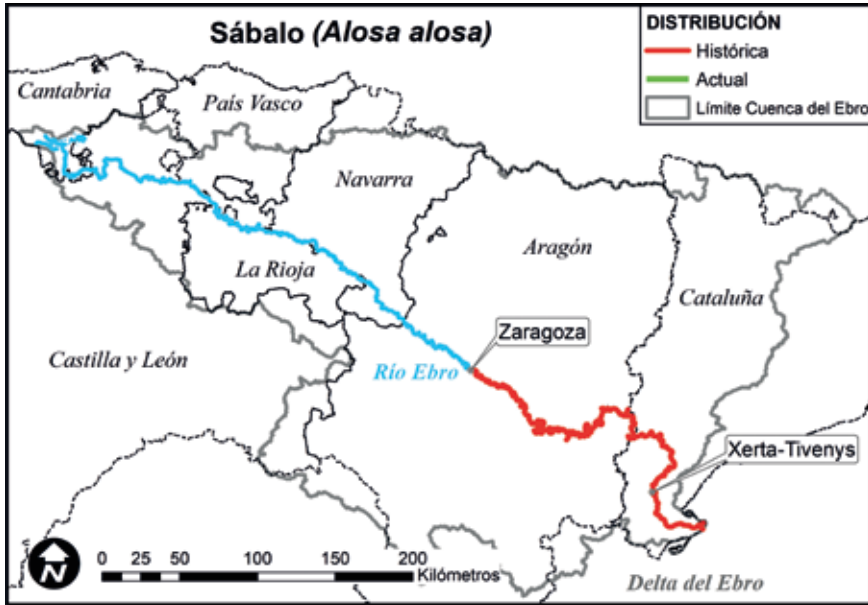 Sábalo (Alosa alosa)
DISTRIBUCIÓN
Histórica
Actual
Límite Cuenca del Ebro
Cantabria
País Vasco
Navarra
La Rioja
Aragón
Cataluña
Zaragoza
Castilla y León
Río Ebro
Xerta-Tivenys
N
0 25 50 100 150 200
Kilómetros
Delta del Ebro